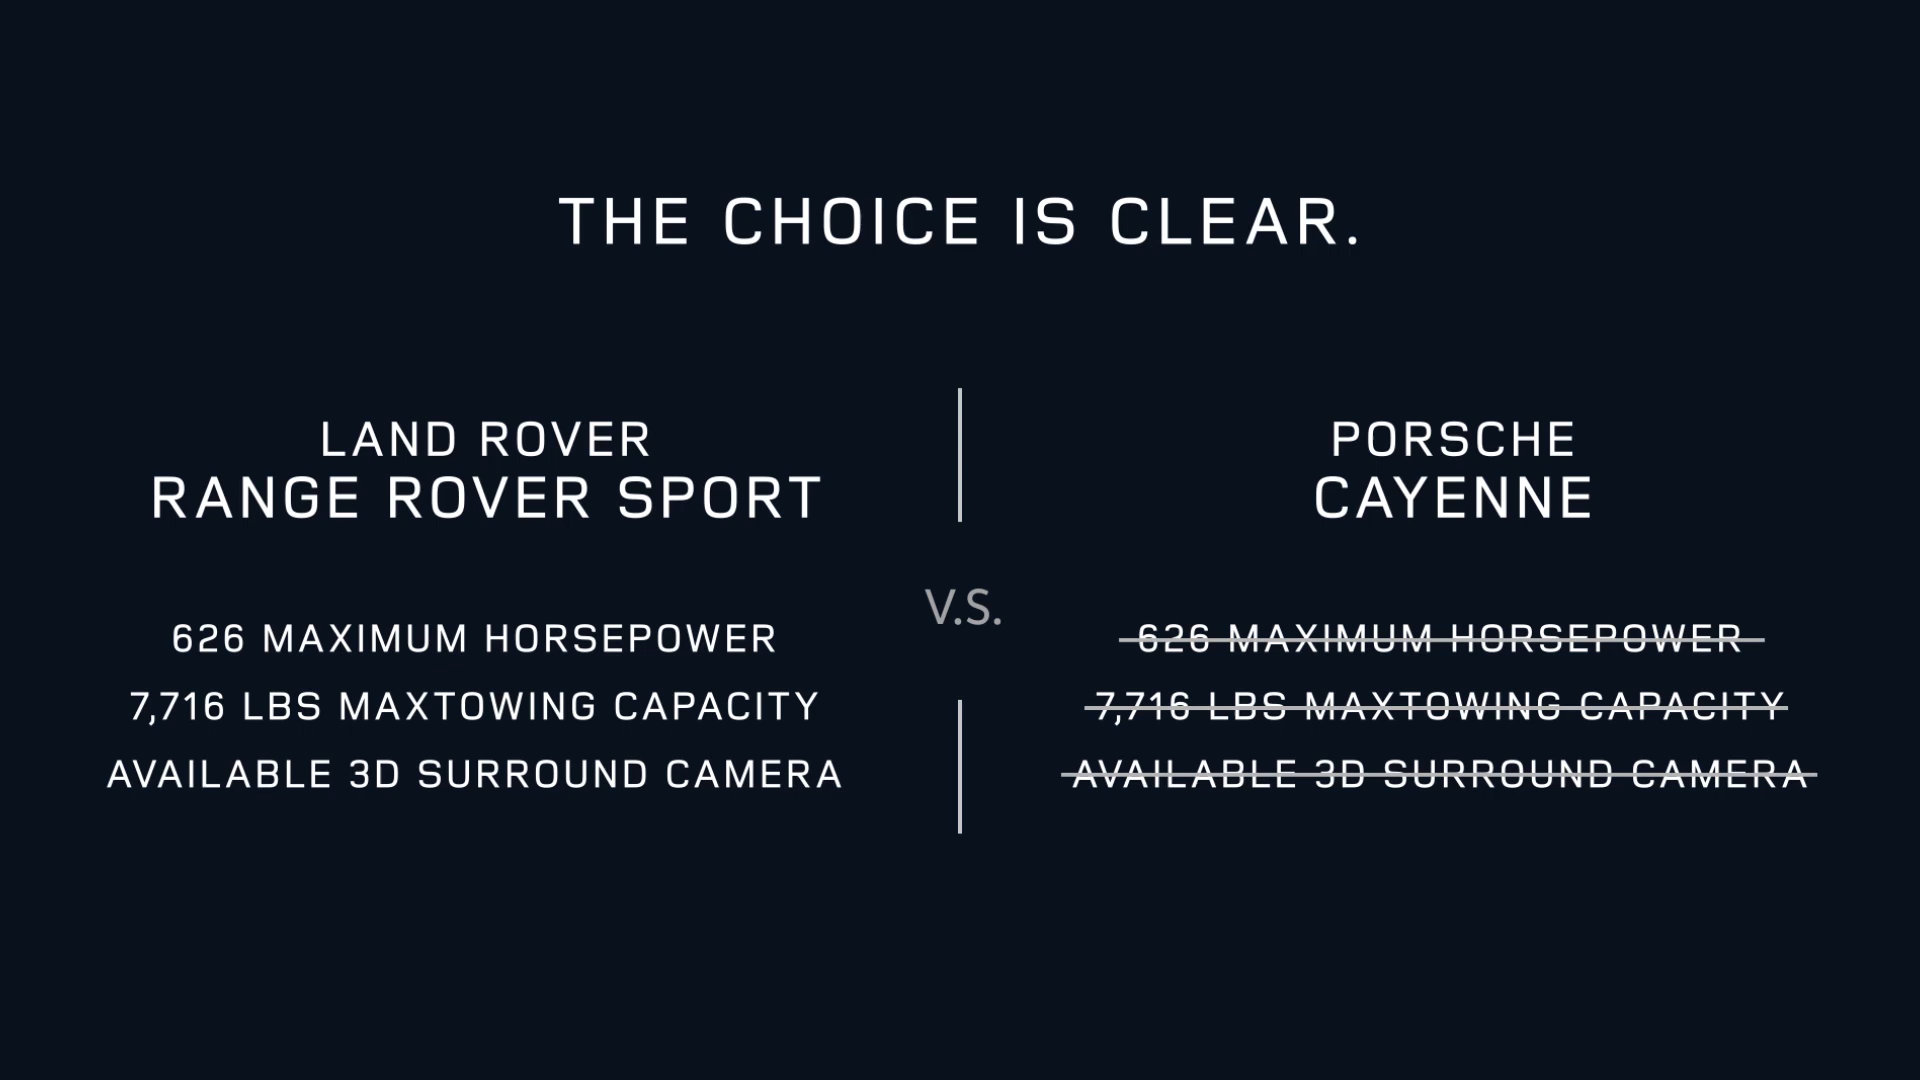 THE CHOICE IS CLEAR.
LAND ROVER
RANGE ROVER SPORT
626 MAXIMUM HORSEPOWER
7,716 LBS MAXTOWING CAPACITY
AVAILABLE 3D SURROUND CAMERA
V.S.
PORSCHE
CAYENNE
626 MAXIMUM HORSEPOWER
7,716 LBS MAXTOWING CAPACITY
AVAILABLE 3D SURROUND CAMERA